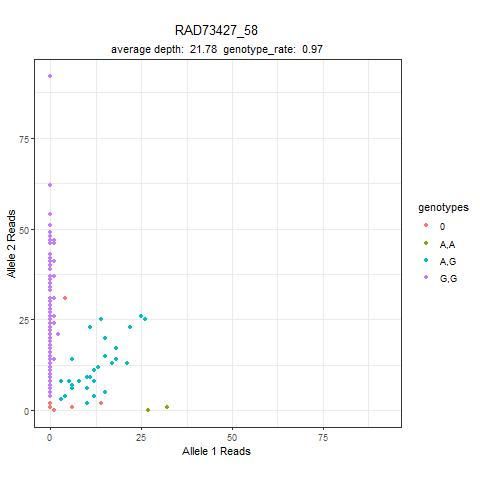 RAD73427_58
average depth:  21.78  genotype_rate:  0.97
Allele 2 Reads
75
50
25
0
0
25
50
75
Allele 1 Reads
genotypes
0
A,A
A,G
G,G